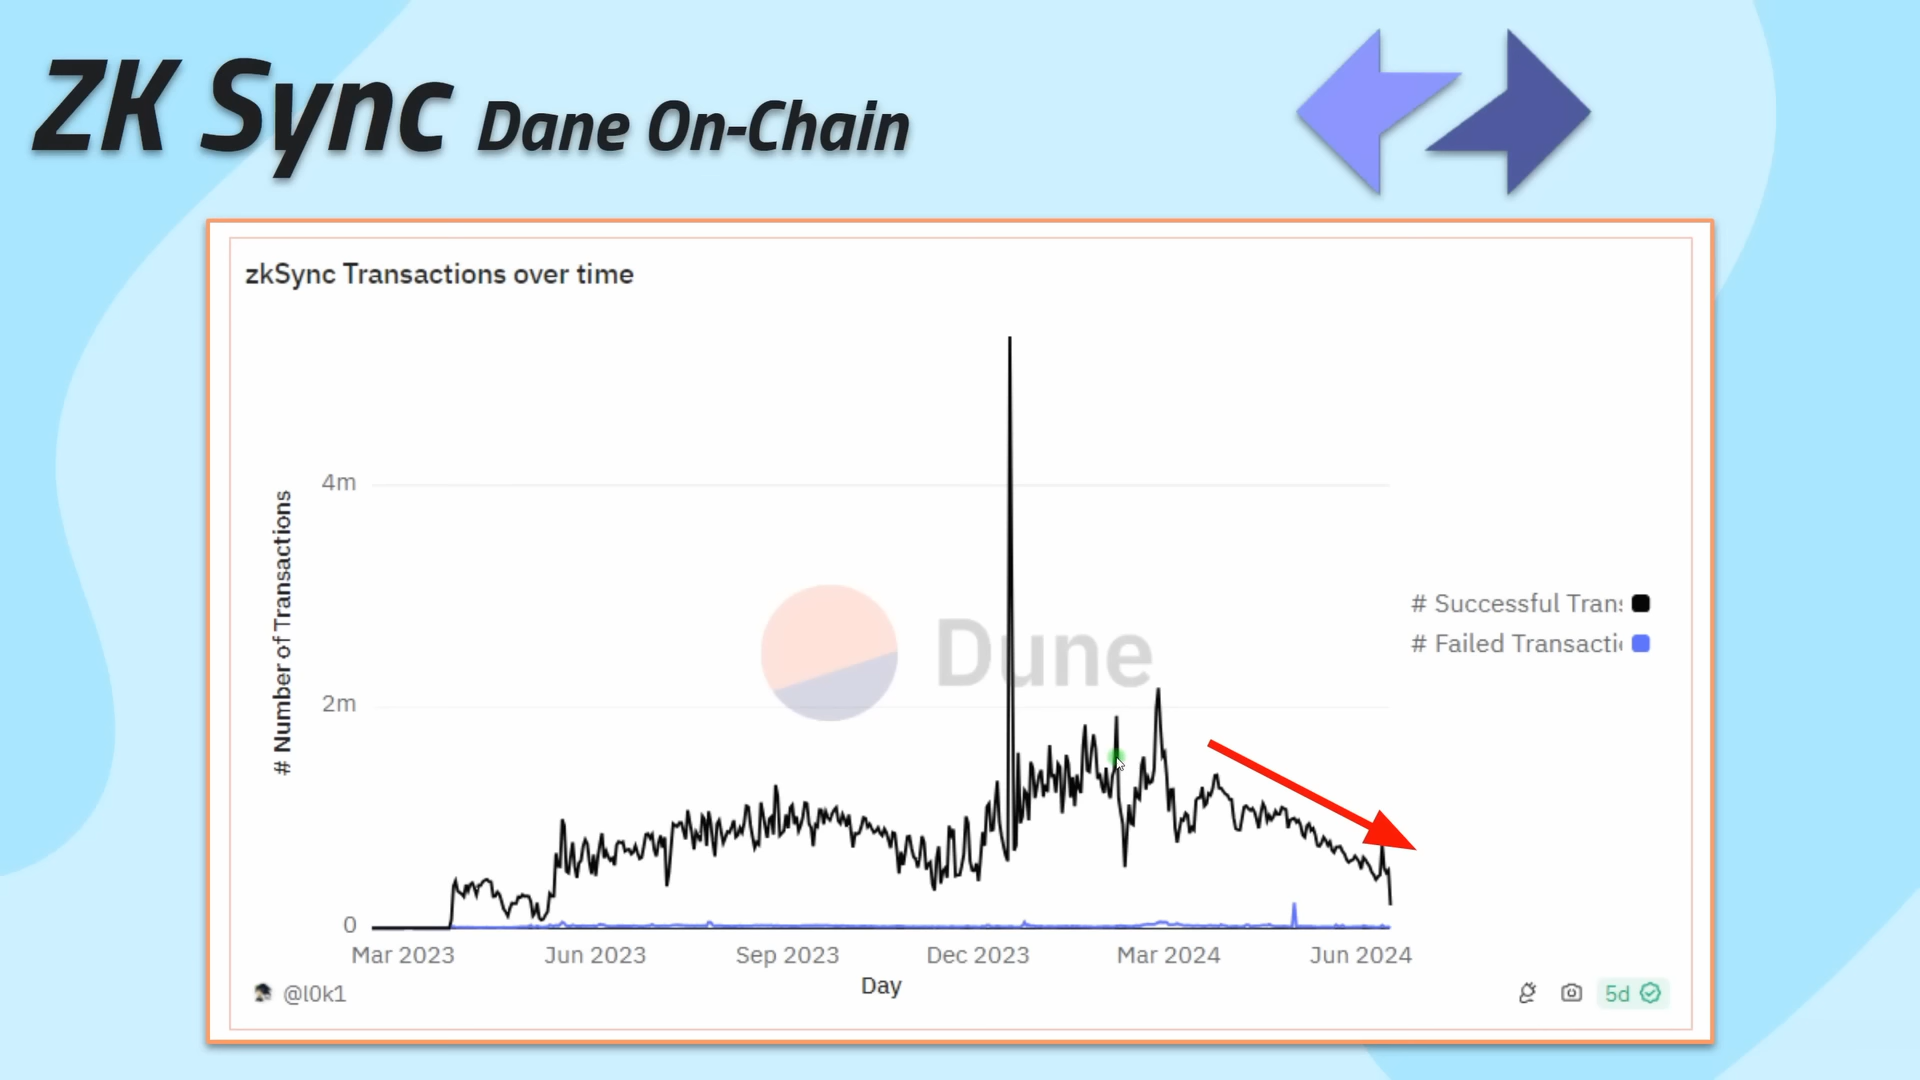 ZK Sync Dane On-Chain
zkSync Transactions over time
# Number of Transactions
4m
2m
0
Dune
# Successful Trans
# Failed Transacti
Mar 2023
Jun 2023
Sep 2023
Dec 2023
Mar 2024
Jun 2024
Day
@l0k1
5d